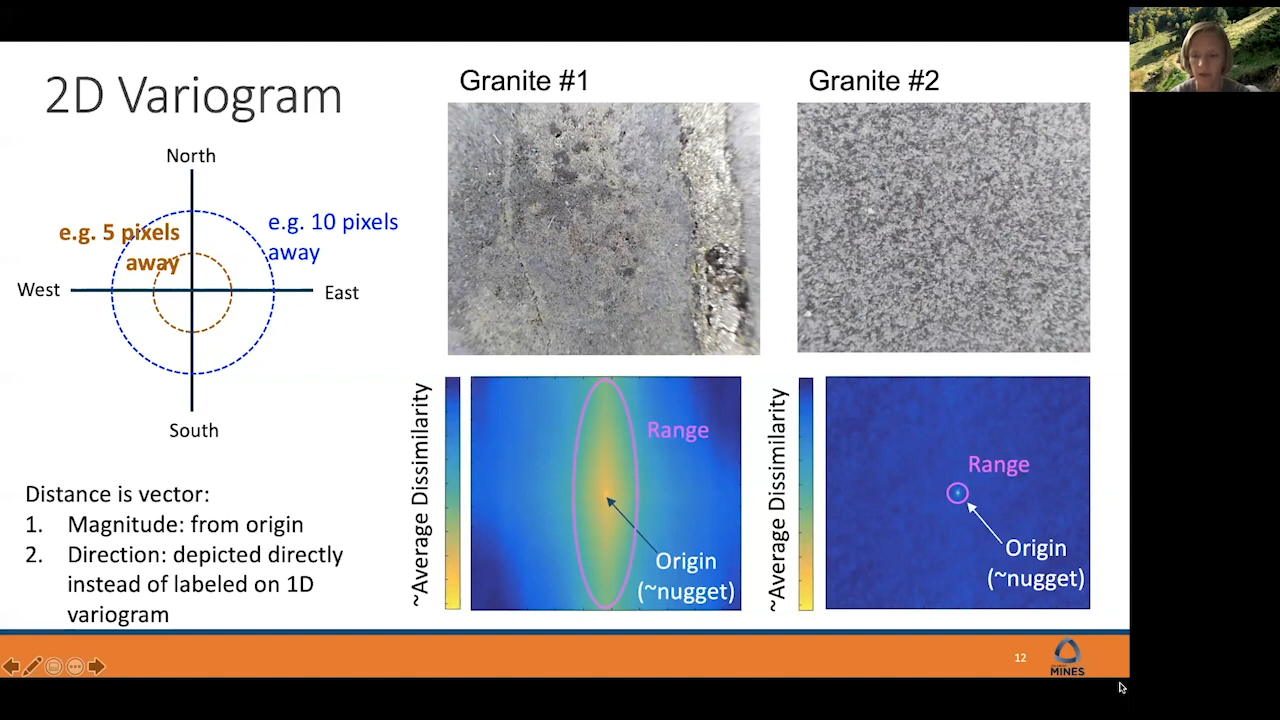 2D Variogram
North
e.g. 5 pixels
away
e.g. 10 pixels
away
West
East
South
Distance is vector:
1. Magnitude: from origin
2. Direction: depicted directly
instead of labeled on 1D
variogram
Granite #1
Granite #2
~Average Dissimilarity
Range
Origin
(~nugget)
~Average Dissimilarity
Range
Origin
(~nugget)
12
MINES